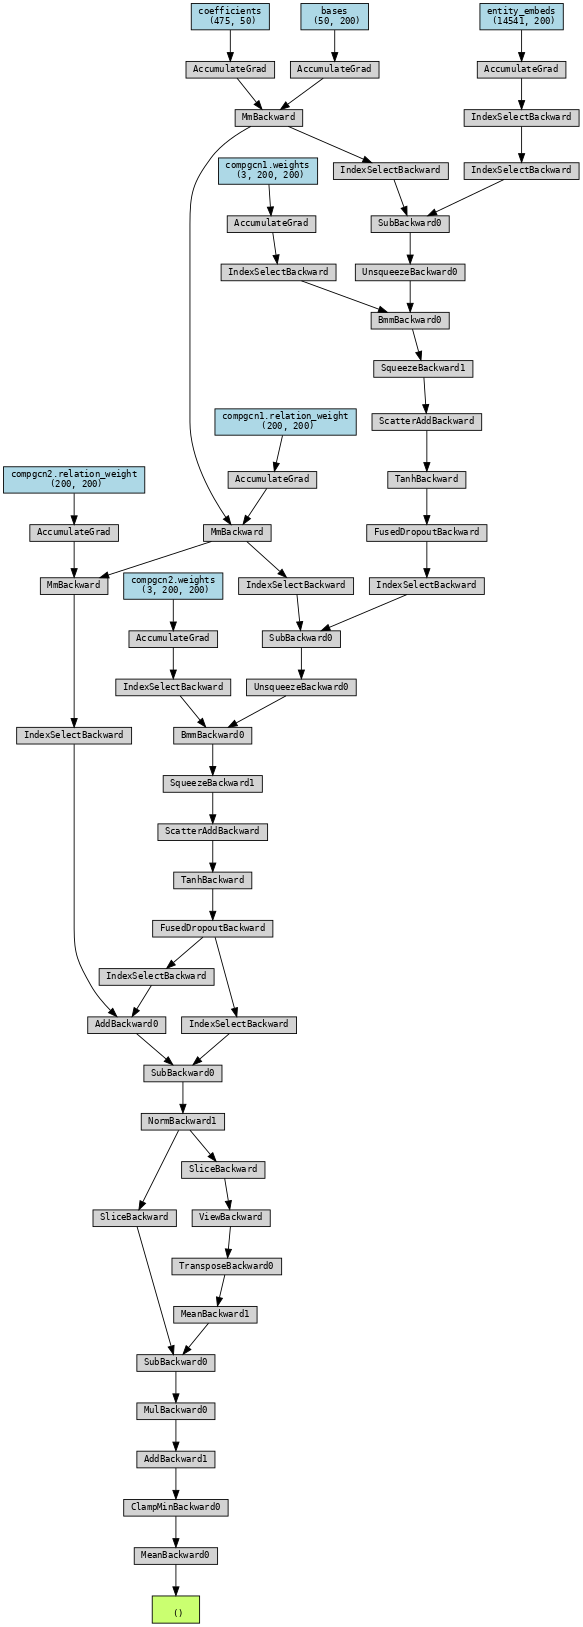 coefficients
(475, 50)
bases
(50, 200)
entity_embeds
(14541, 200)
AccumulateGrad
AccumulateGrad
AccumulateGrad
MmBackward
IndexSelectBackward
compgcn1.weights
(3, 200, 200)
IndexSelectBackward
IndexSelectBackward
AccumulateGrad
SubBackward0
IndexSelectBackward
UnsqueezeBackward0
BmmBackward0
SqueezeBackward1
compgcn1.relation_weight
(200, 200)
ScatterAddBackward
compgcn2.relation_weight
(200, 200)
AccumulateGrad
TanhBackward
AccumulateGrad
MmBackward
FusedDropoutBackward
MmBackward
compgcn2.weights
(3, 200, 200)
IndexSelectBackward
IndexSelectBackward
AccumulateGrad
SubBackward0
IndexSelectBackward
UnsqueezeBackward0
IndexSelectBackward
BmmBackward0
SqueezeBackward1
ScatterAddBackward
TanhBackward
FusedDropoutBackward
IndexSelectBackward
AddBackward0
IndexSelectBackward
SubBackward0
NormBackward1
SliceBackward
SliceBackward
ViewBackward
TransposeBackward0
MeanBackward1
SubBackward0
MulBackward0
AddBackward1
ClampMinBackward0
MeanBackward0
()